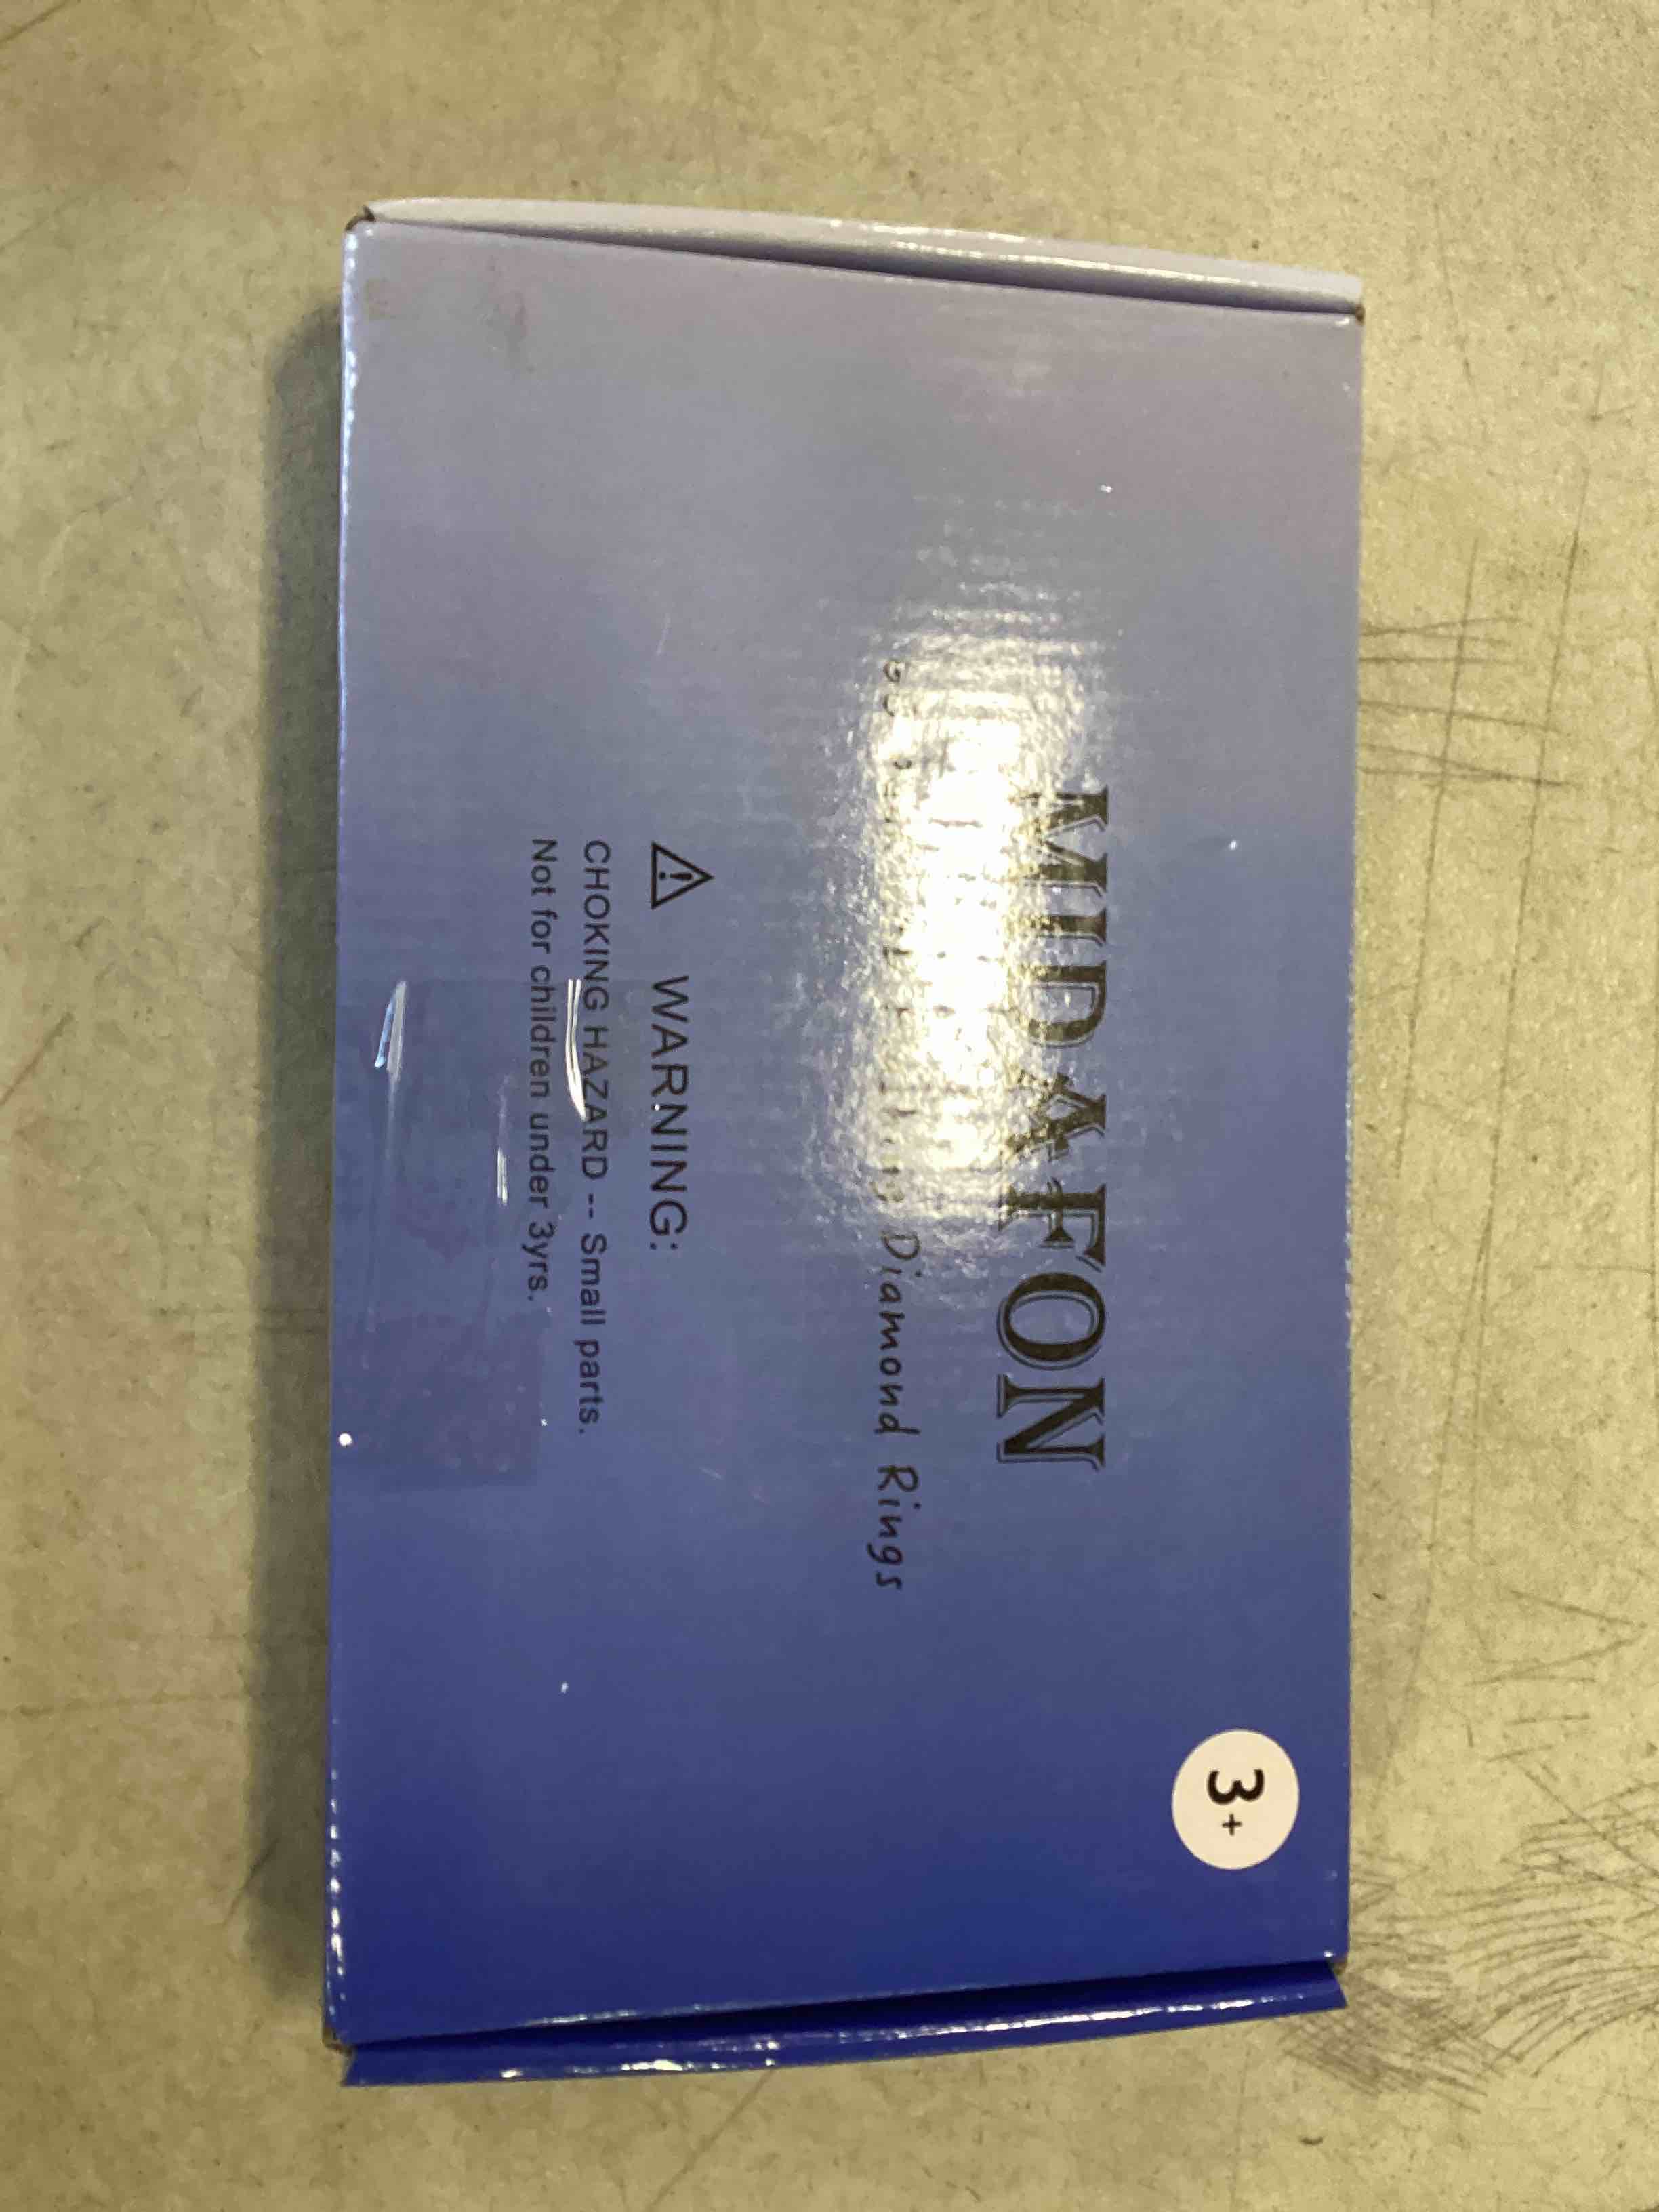 3+
MIDAFON
Diamond Rings
WARNING:
CHOKING HAZARD -- Small parts.
Not for children under 3yrs.